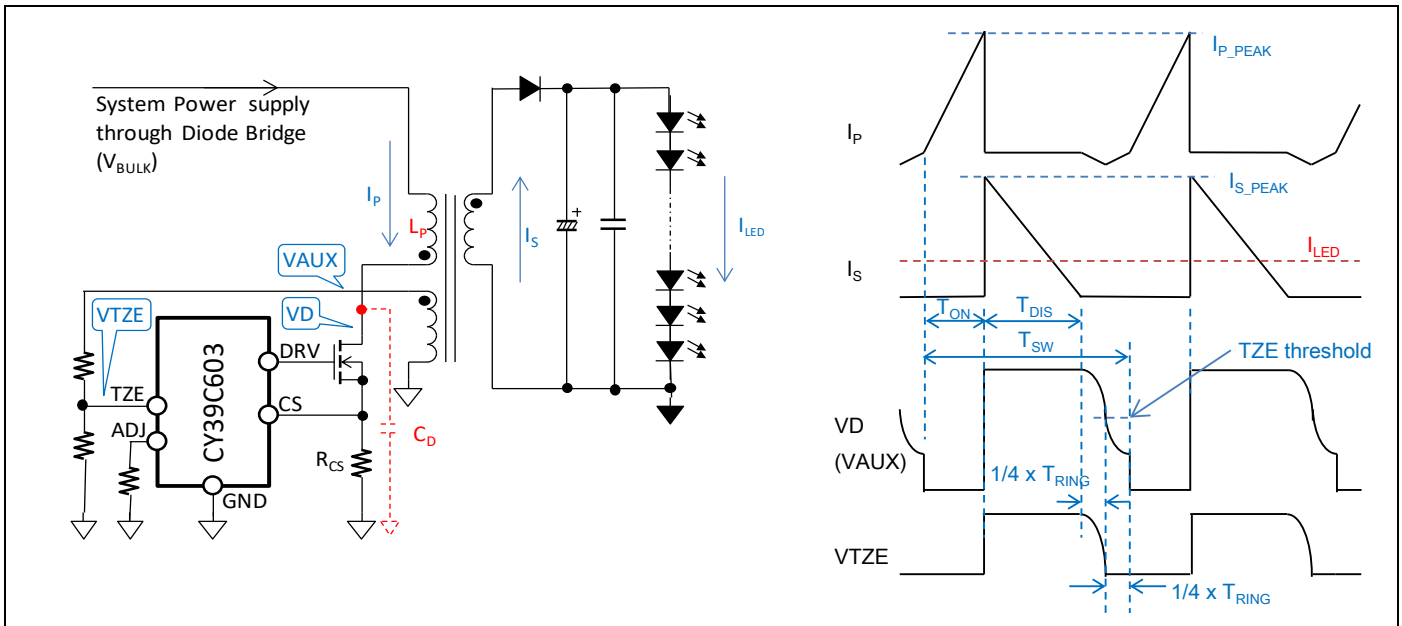 System Power supply
through Diode Bridge
(VBULK)
IP
LP
IS
ILED
VAUX
VTZE
VD
DRV
TZE
CS
ADJ
CY39C603
CD
RCS
GND
IP_PEAK
IP
IS_PEAK
ILED
IS
TON
TDIS
TSW
TZE threshold
VD
(VAUX)
1/4 x TRING
VTZE
1/4 x TRING